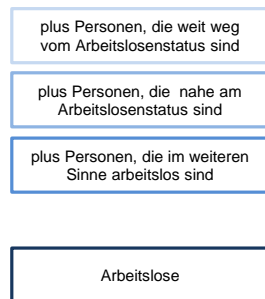 plus Personen, die weit weg
vom Arbeitslosenstatus sind
plus Personen, die nahe am
Arbeitslosenstatus sind
plus Personen, die im weiteren
Sinne arbeitslos sind
Arbeitslose